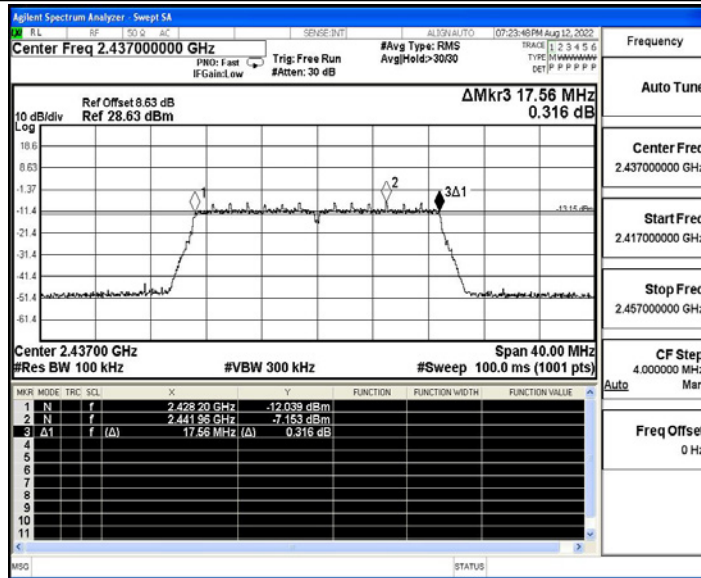 Agilent Spectrum Analyzer - Swept SA
RL RF 50 Ω AC SENSE:INT ALIGN AUTO 07:23:48 PM Aug 12, 2022
Center Freq 2.437000000 GHz
PNO: Fast
IFGain:Low
Trig: Free Run
#Atten: 30 dB
#Avg Type: RMS
Avg|Hold:>30/30
TRACE 1 2 3 4 5 6
TYPE M
DET P P P P P P
Frequency
Auto Tune
Center Freq
2.437000000 GHz
Start Freq
2.417000000 GHz
Stop Freq
2.457000000 GHz
CF Step
4.000000 MHz
Auto Man
Freq Offset
0 Hz
ΔMkr3 17.56 MHz
0.316 dB
Ref Offset 8.63 dB
10 dB/div Ref 28.63 dBm
Log
18.6
8.63
-1.37
-11.4
-21.4
-31.4
-41.4
-51.4
-61.4
1
2
3Δ1
-13.15 dBm
Center 2.43700 GHz Span 40.00 MHz
#Res BW 100 kHz #VBW 300 kHz #Sweep 100.0 ms (1001 pts)
MKR MODE TRC SCL X Y FUNCTION FUNCTION WIDTH FUNCTION VALUE
1 N f 2.428 20 GHz -12.039 dBm
2 N f 2.441 96 GHz -7.153 dBm
3 Δ1 f (Δ) 17.56 MHz (Δ) 0.316 dB
4
5
6
7
8
9
10
11
MSG STATUS